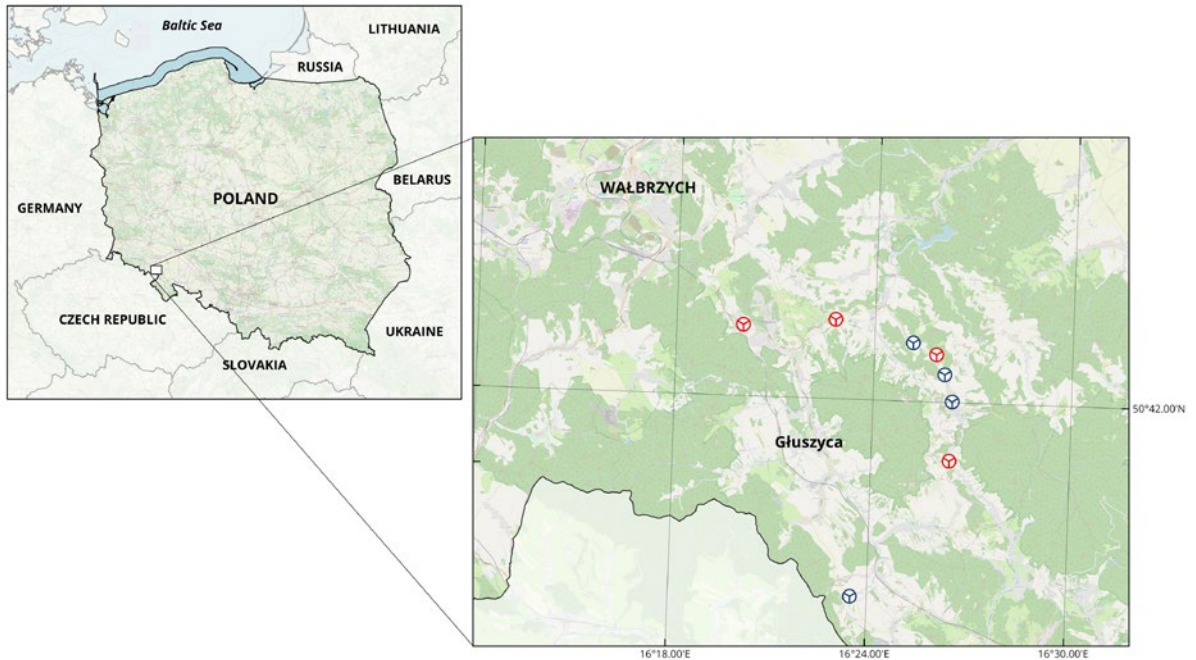 Baltic Sea
LITHUANIA
RUSSIA
BELARUS
POLAND
GERMANY
CZECH REPUBLIC
UKRAINE
SLOVAKIA
WAŁBRZYCH
50°42.00'N
Głuszyca
16°18.00'E
16°24.00'E
16°30.00'E